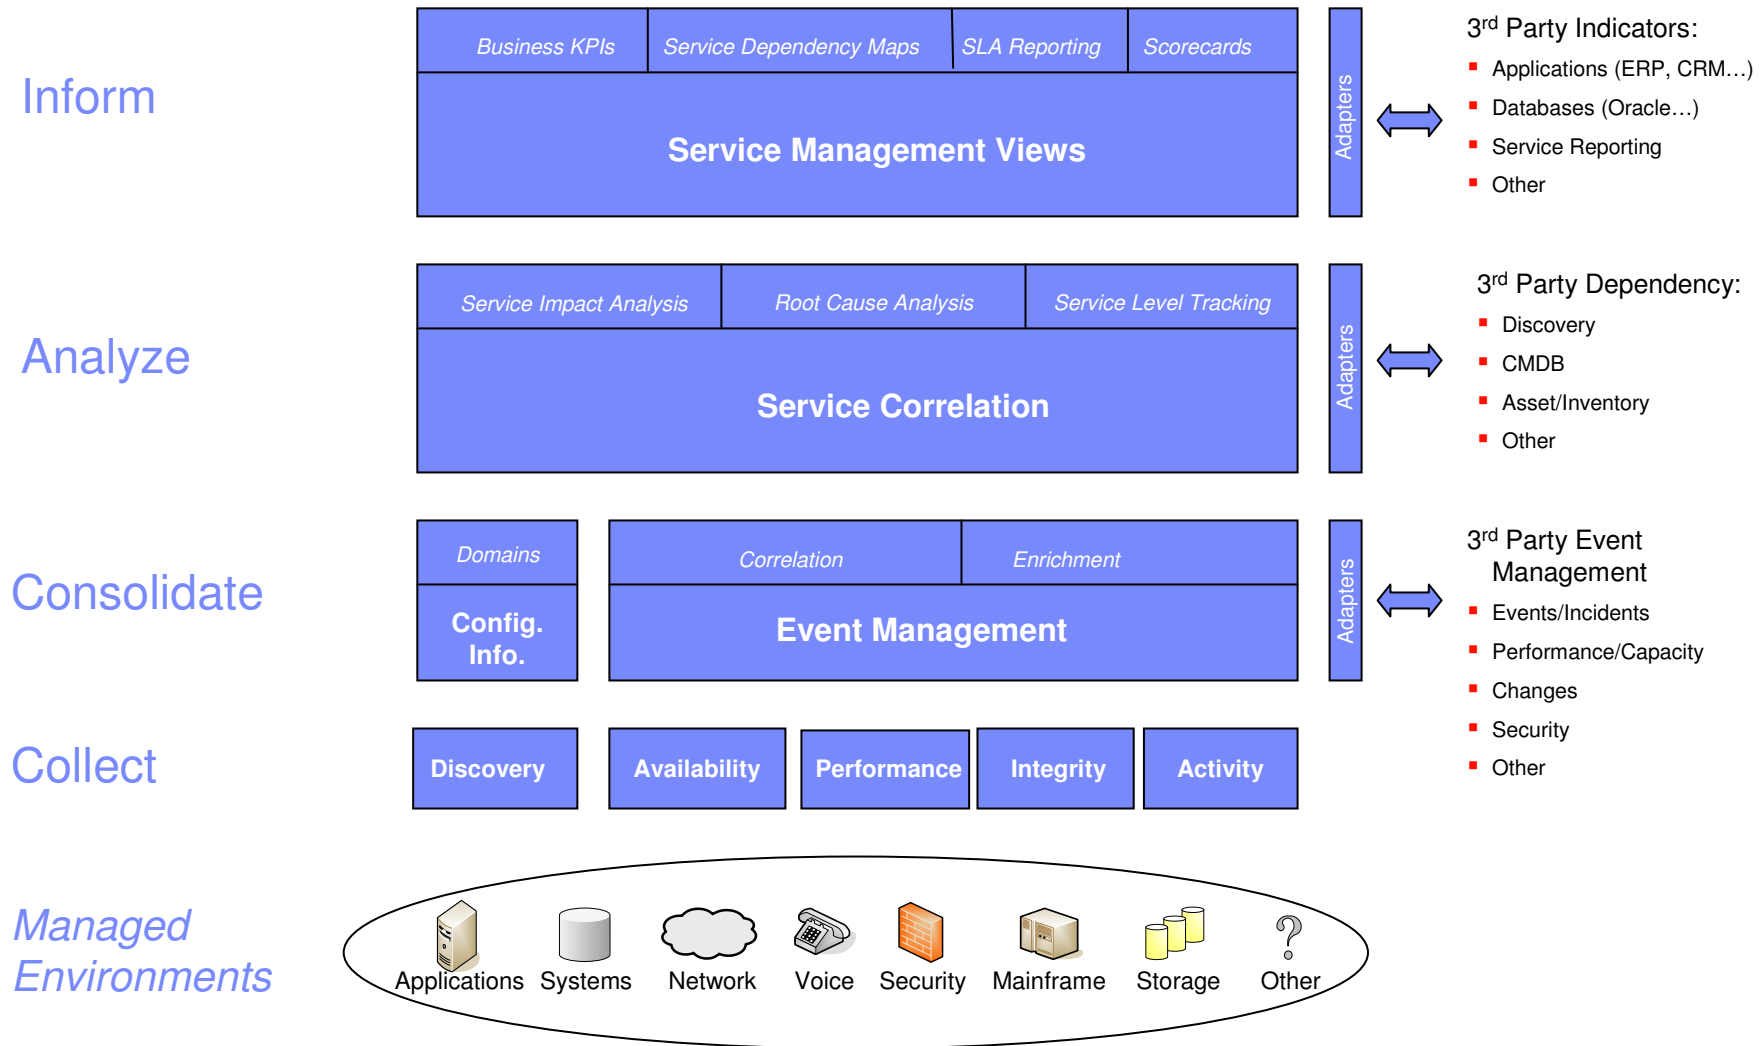 Inform
Business KPIs
Service Dependency Maps
SLA Reporting
Scorecards
Service Management Views
Adapters
3rd Party Indicators:
Applications (ERP, CRM…)
Databases (Oracle…)
Service Reporting
Other
Analyze
Service Impact Analysis
Root Cause Analysis
Service Level Tracking
Service Correlation
Adapters
3rd Party Dependency:
Discovery
CMDB
Asset/Inventory
Other
Consolidate
Domains
Config.
Info.
Correlation
Enrichment
Event Management
Adapters
3rd Party Event
Management
Events/Incidents
Performance/Capacity
Changes
Security
Other
Collect
Discovery
Availability
Performance
Integrity
Activity
Managed
Environments
Applications
Systems
Network
Voice
Security
Mainframe
Storage
?
Other